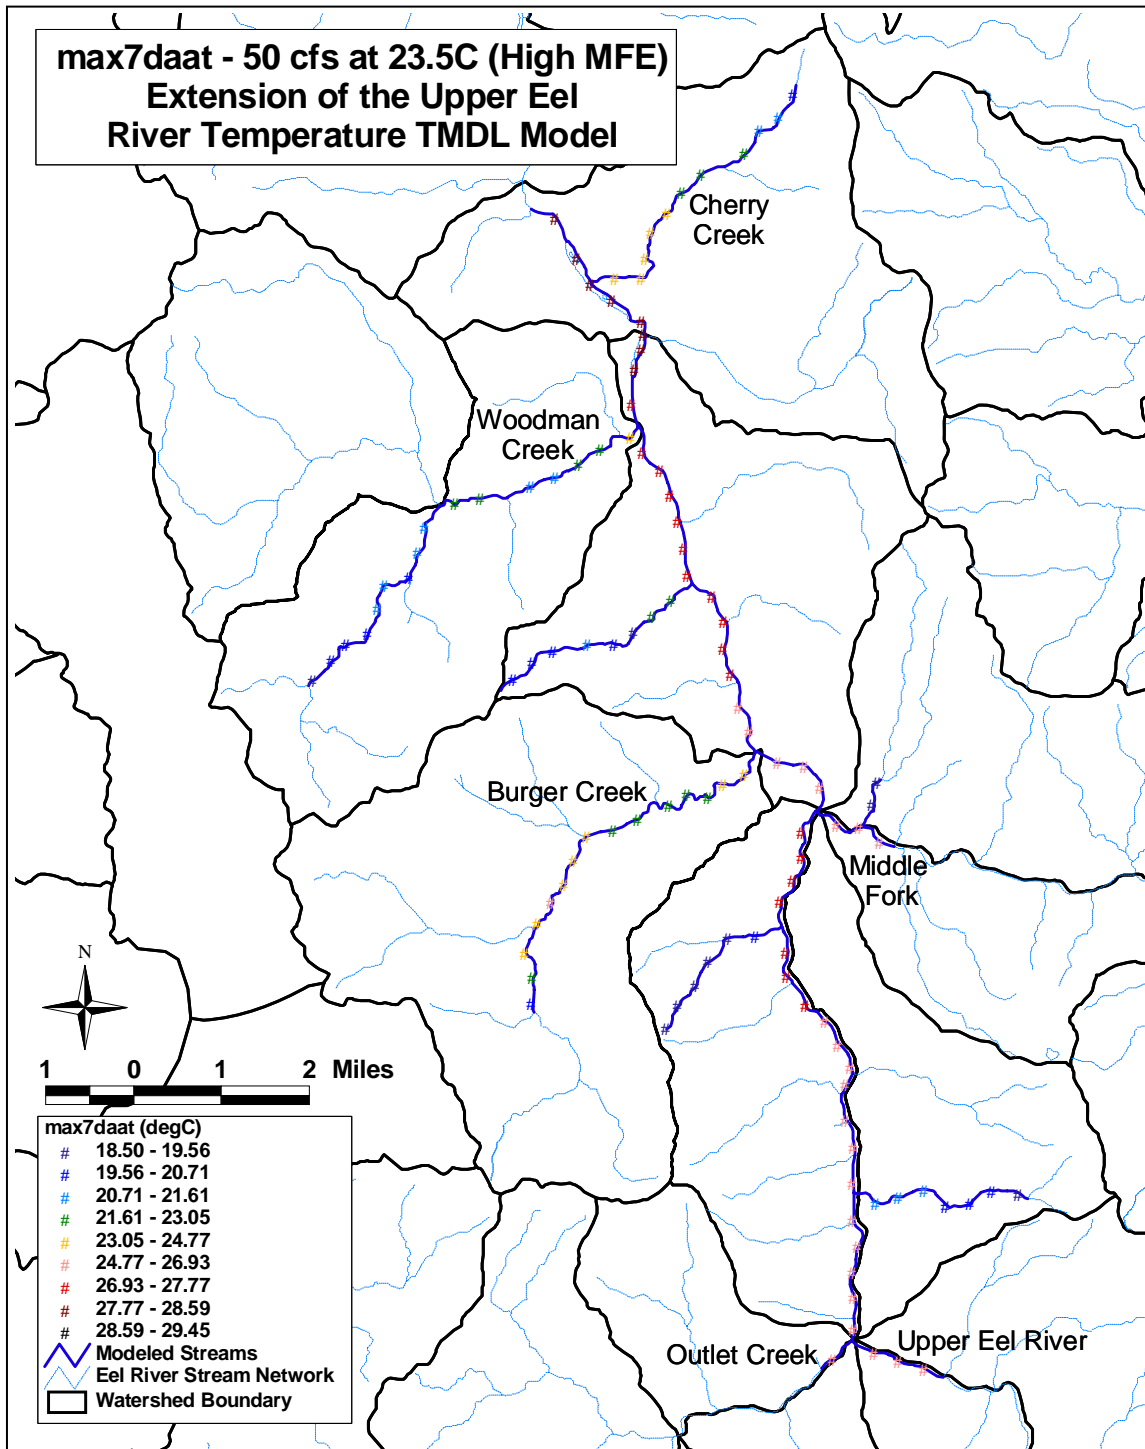 max7daat - 50 cfs at 23.5C (High MFE)
Extension of the Upper Eel
River Temperature TMDL Model
Cherry
Creek
Woodman
Creek
Burger Creek
Middle
Fork
N
1 0 1 2 Miles
max7daat (degC)
# 18.50 - 19.56
# 19.56 - 20.71
# 20.71 - 21.61
# 21.61 - 23.05
# 23.05 - 24.77
# 24.77 - 26.93
# 26.93 - 27.77
# 27.77 - 28.59
# 28.59 - 29.45
Modeled Streams
Eel River Stream Network
Watershed Boundary
Outlet Creek
Upper Eel River